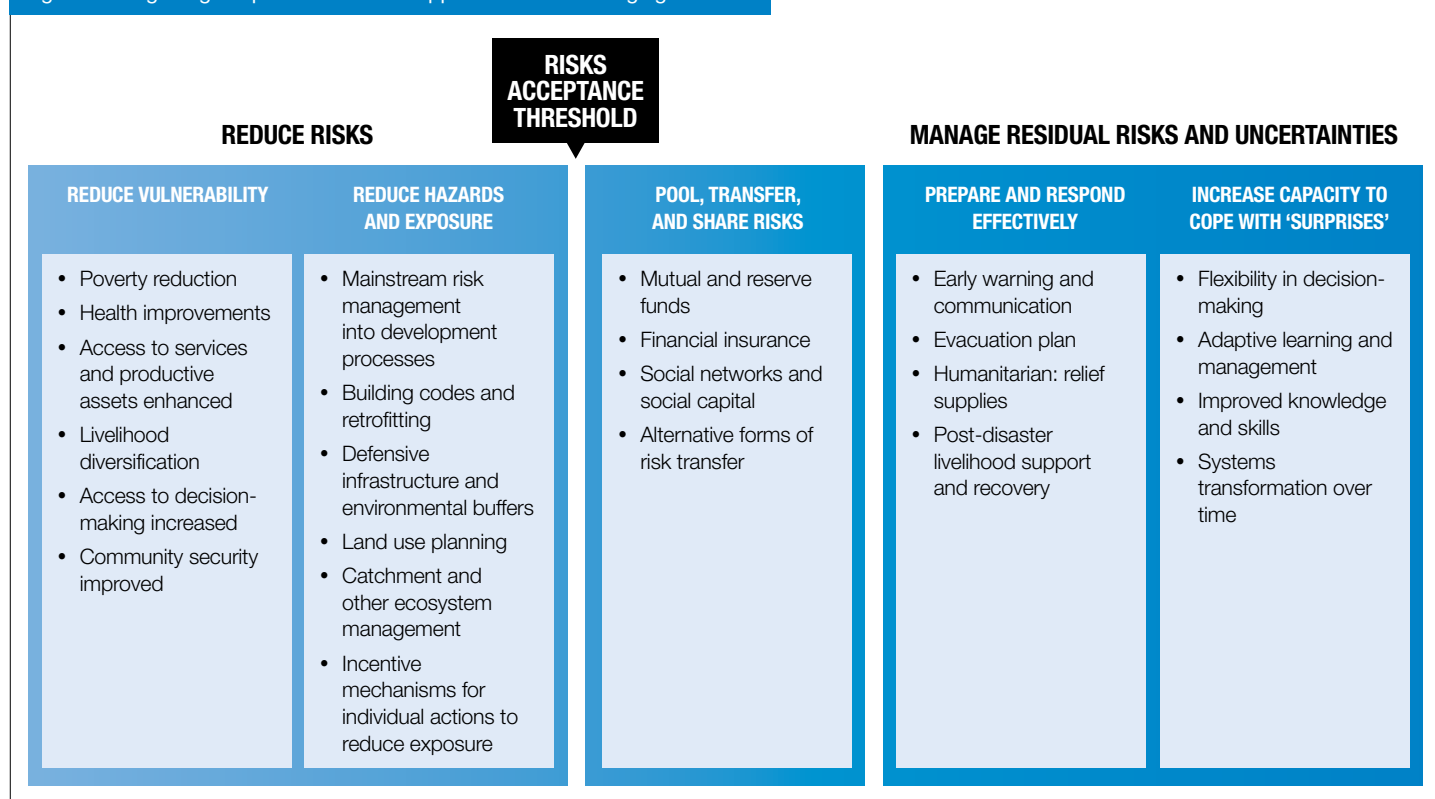 RISKS
ACCEPTANCE
THRESHOLD
REDUCE RISKS
MANAGE RESIDUAL RISKS AND UNCERTAINTIES
REDUCE VULNERABILITY
• Poverty reduction
• Health improvements
• Access to services
and productive
assets enhanced
• Livelihood
diversification
• Access to decision-
making increased
• Community security
improved
REDUCE HAZARDS
AND EXPOSURE
• Mainstream risk
management
into development
processes
• Building codes and
retrofitting
• Defensive
infrastructure and
environmental buffers
• Land use planning
• Catchment and
other ecosystem
management
• Incentive
mechanisms for
individual actions to
reduce exposure
POOL, TRANSFER,
AND SHARE RISKS
• Mutual and reserve
funds
• Financial insurance
• Social networks and
social capital
• Alternative forms of
risk transfer
PREPARE AND RESPOND
EFFECTIVELY
• Early warning and
communication
• Evacuation plan
• Humanitarian: relief
supplies
• Post-disaster
livelihood support
and recovery
INCREASE CAPACITY TO
COPE WITH ‘SURPRISES’
• Flexibility in decision-
making
• Adaptive learning and
management
• Improved knowledge
and skills
• Systems
transformation over
time